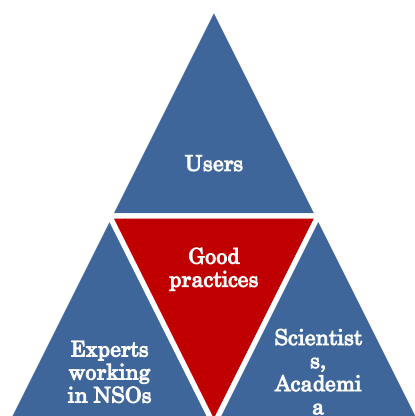 Users
Good
practices
Experts
working
in NSOs
Scientist
s,
Academi
a